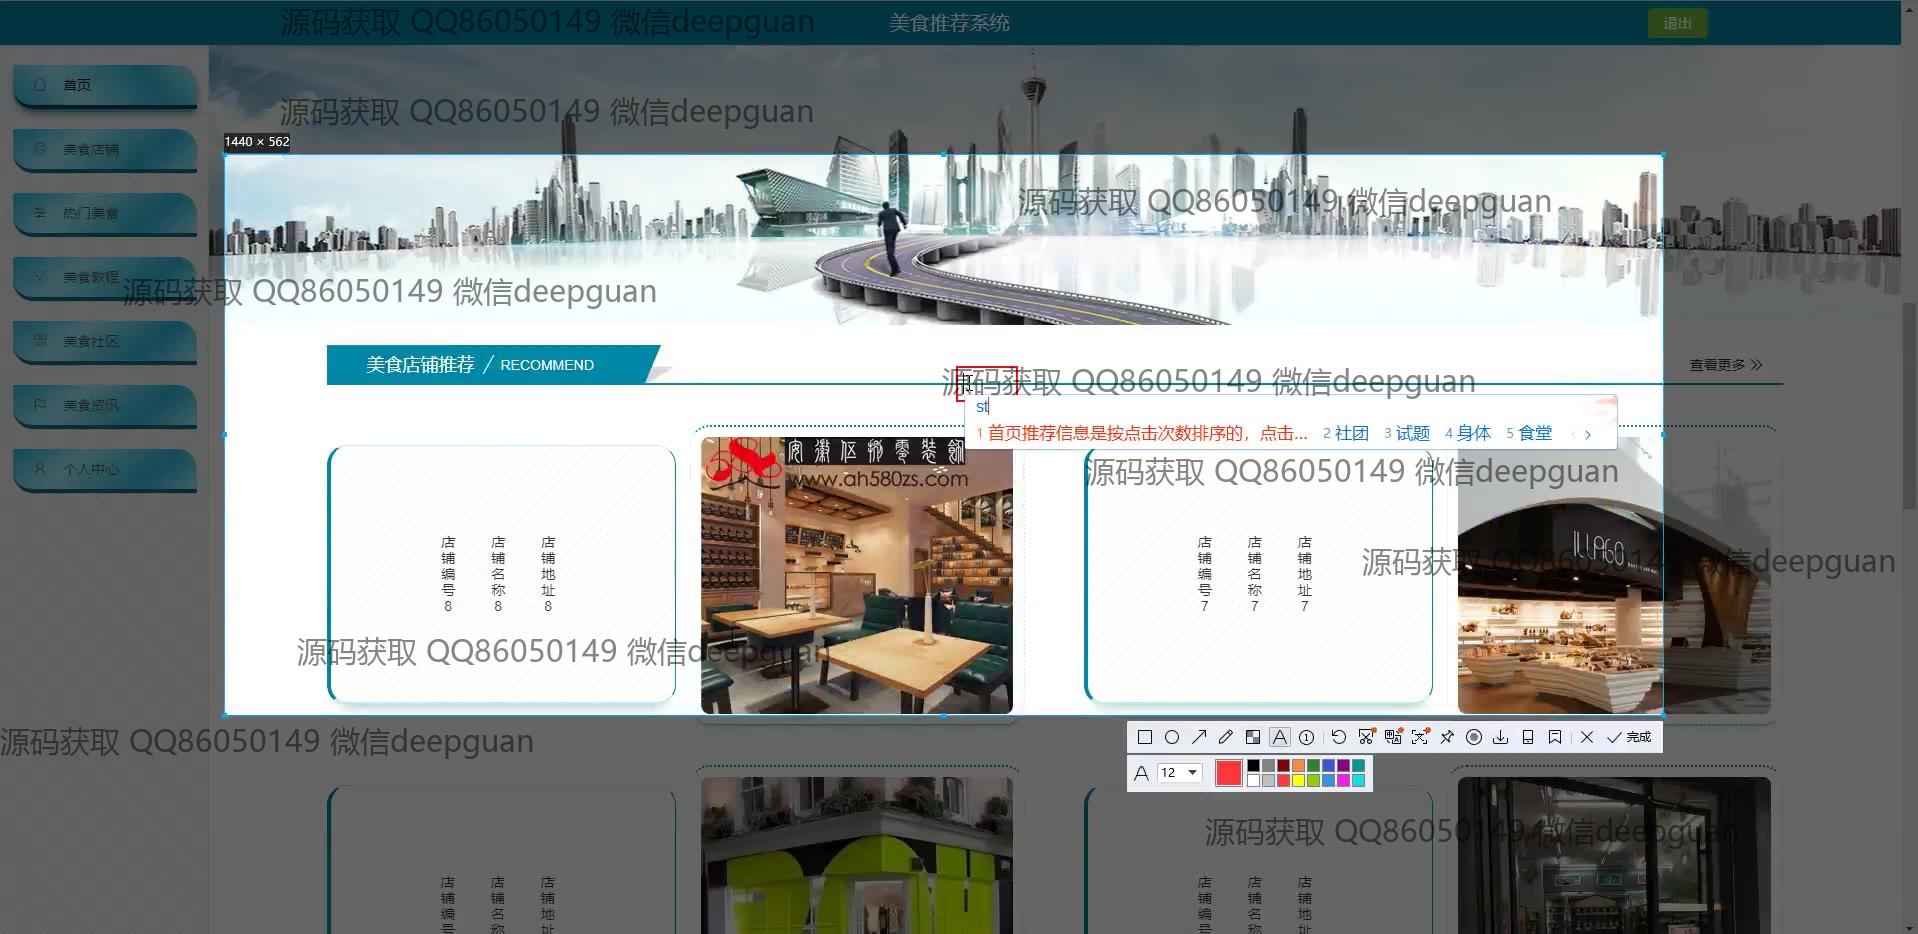 源码获取 QQ86050149 微信deepguan
美食推荐系统
退出
首页
源码获取 QQ86050149 微信deepguan
1440 × 562
美食店铺
源码获取 QQ86050149 微信deepguan
热门美食
美食教程
源码获取 QQ86050149 微信deepguan
美食社区
美食店铺推荐 / RECOMMEND
源码获取 QQ86050149 微信deepguan
查看更多
美食资讯
st
1 首页推荐信息是按点击次数排序的，点击... 2 社团 3 试题 4 身体 5 食堂
个人中心
www.ah580zs.com
源码获取 QQ86050149 微信deepguan
店铺编号8
店铺名称8
店铺地址8
店铺编号7
店铺名称7
店铺地址7
源码获取 QQ86050149 微信deepguan
源码获取 QQ86050149 微信deepguan
源码获取 QQ86050149 微信deepguan
完成
A 12
源码获取 QQ86050149 微信deepguan
店铺编号
店铺名称
店铺地
店铺编号
店铺名称
店铺地